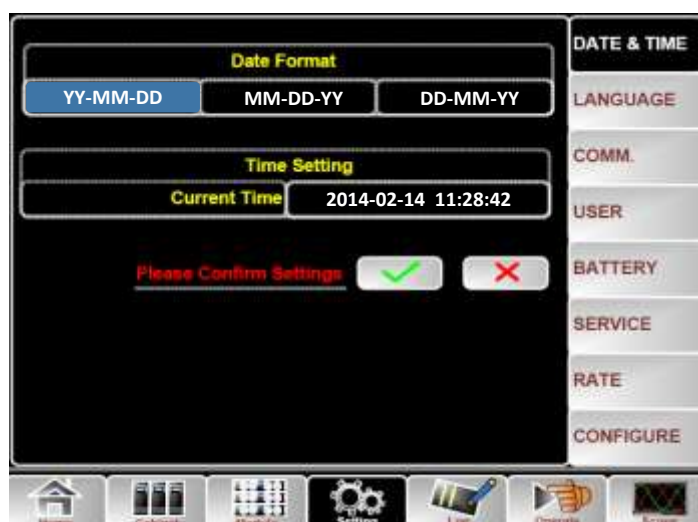 Date Format
YY-MM-DD MM-DD-YY DD-MM-YY
Time Setting
Current Time 2014-02-14 11:28:42
Please Confirm Settings
DATE & TIME
LANGUAGE
COMM.
USER
BATTERY
SERVICE
RATE
CONFIGURE